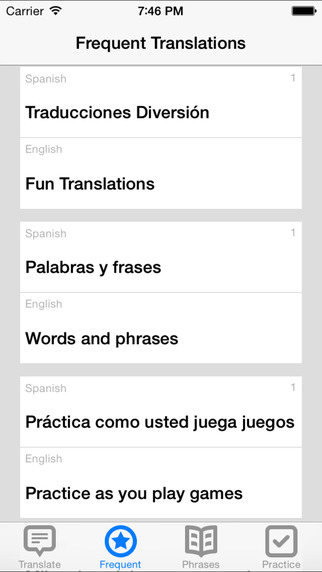 Carrier 7:46 PM
Frequent Translations
Spanish 1
Traducciones Diversión
English
Fun Translations
Spanish 1
Palabras y frases
English
Words and phrases
Spanish 1
Práctica como usted juega juegos
English
Practice as you play games
Translate Frequent Phrases Practice